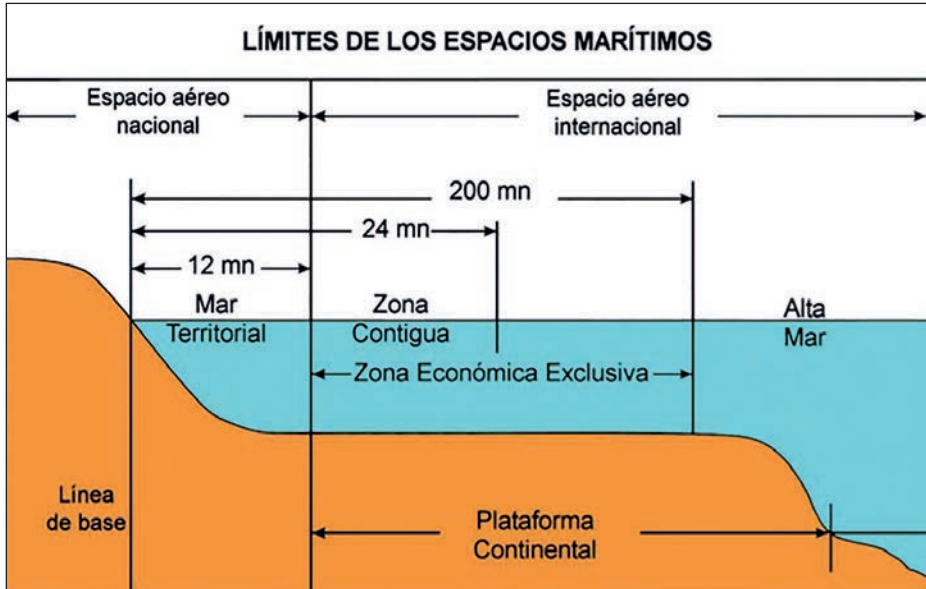 LÍMITES DE LOS ESPACIOS MARÍTIMOS
Espacio aéreo
nacional
Espacio aéreo
internacional
200 mn
24 mn
12 mn
Mar
Territorial
Zona
Contigua
Alta
Mar
Zona Económica Exclusiva
Línea
de base
Plataforma
Continental